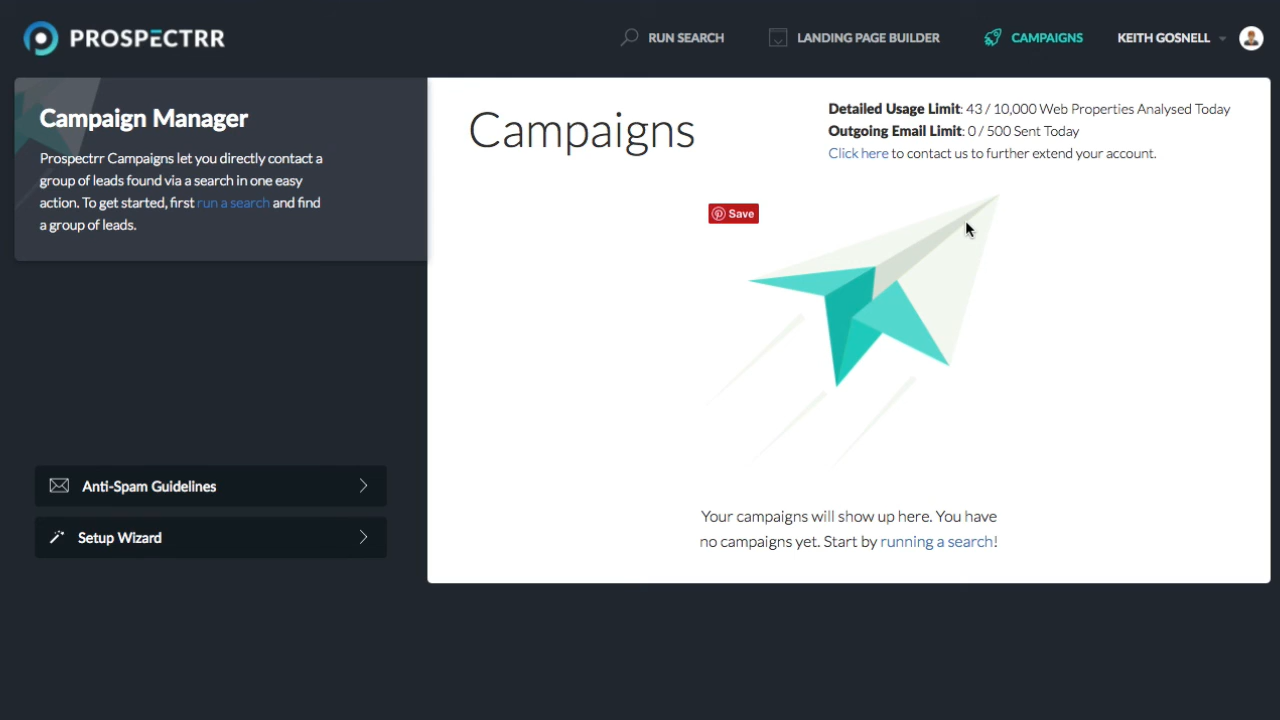 PROSPECTRR
RUN SEARCH
LANDING PAGE BUILDER
CAMPAIGNS
KEITH GOSNELL
Campaign Manager
Prospectrr Campaigns let you directly contact a
group of leads found via a search in one easy
action. To get started, first run a search and find
a group of leads.
Anti-Spam Guidelines
Setup Wizard
Campaigns
Detailed Usage Limit: 43 / 10,000 Web Properties Analysed Today
Outgoing Email Limit: 0 / 500 Sent Today
Click here to contact us to further extend your account.
Save
Your campaigns will show up here. You have
no campaigns yet. Start by running a search!